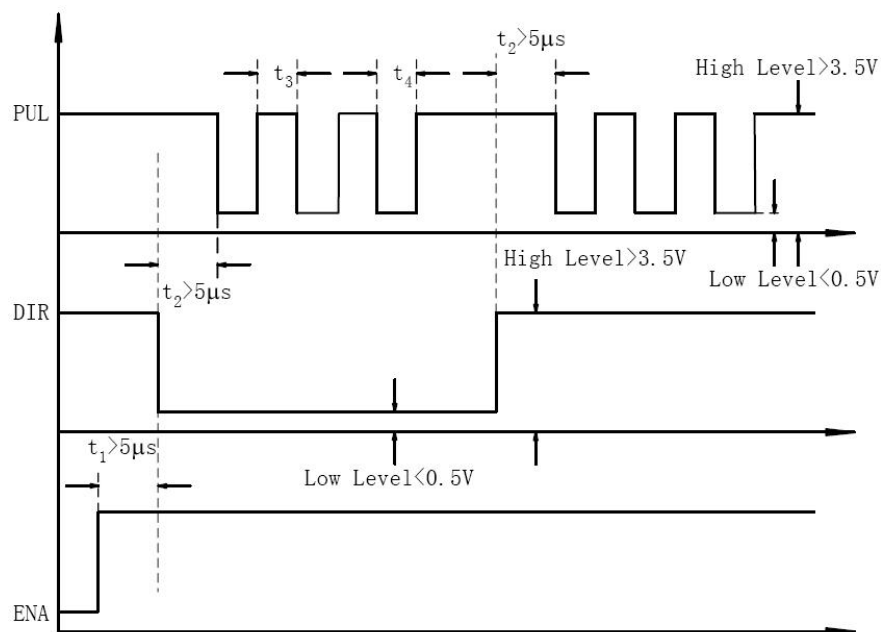 t2>5μs
High Level>3.5V
t3
t4
PUL
High Level>3.5V
Low Level<0.5V
t2>5μs
DIR
t1>5μs
Low Level<0.5V
ENA